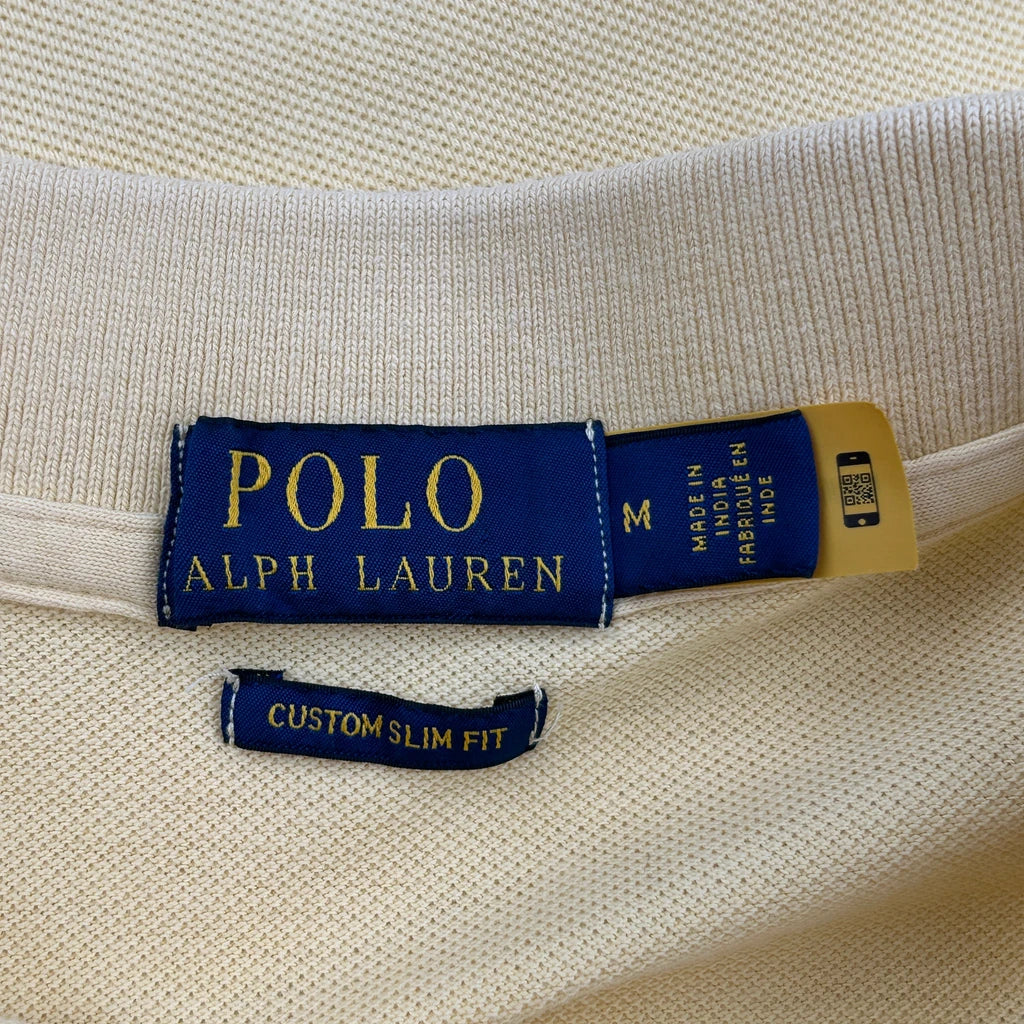 POLO
ALPH LAUREN
M
MADE IN
INDIA
FABRIQUÉ EN
INDE
CUSTOM SLIM FIT